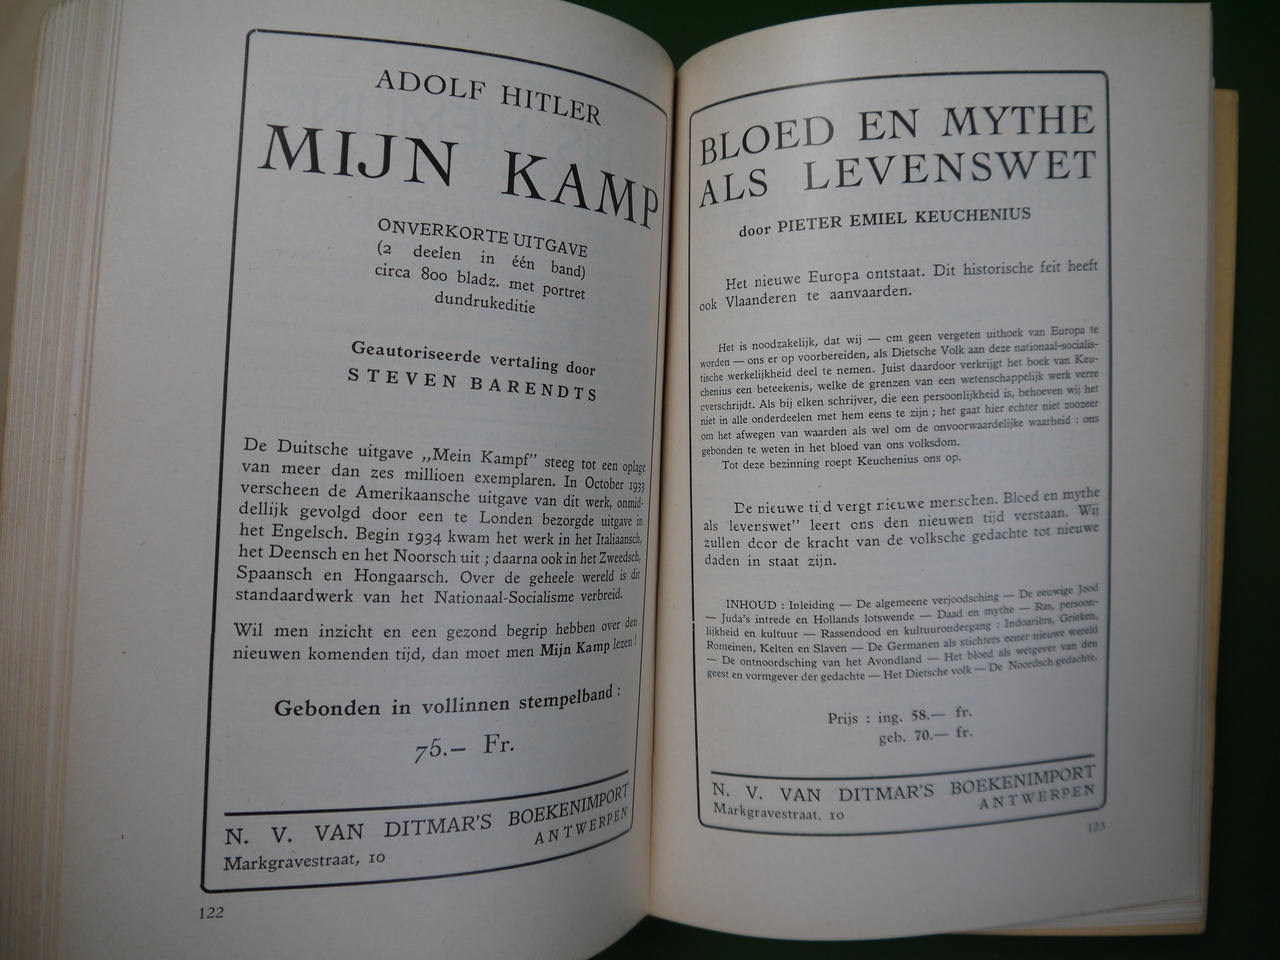 ADOLF HITLER
MIJN KAMP
ONVERKORTE UITGAVE
(2 deelen in één band)
circa 800 bladz. met portret
dundrukeditie
Geautoriseerde vertaling door
STEVEN BARENDTS
De Duitsche uitgave „Mein Kampf" steeg tot een oplage
van meer dan zes millioen exemplaren. In October 1933
verscheen de Amerikaansche uitgave van dit werk, onmid-
dellijk gevolgd door een te Londen bezorgde uitgave in
het Engelsch. Begin 1934 kwam het werk in het Italiaansch,
het Deensch en het Noorsch uit ; daarna ook in het Zweedsch,
Spaansch en Hongaarsch. Over de geheele wereld is dit
standaardwerk van het Nationaal-Socialisme verbreid.
Wil men inzicht en een gezond begrip hebben over den
nieuwen komenden tijd, dan moet men Mijn Kamp lezen !
Gebonden in vollinnen stempelband :
75.— Fr.
N. V. VAN DITMAR'S BOEKENIMPORT
Markgravestraat, 10 ANTWERPEN
122
BLOED EN MYTHE
ALS LEVENSWET
door PIETER EMIEL KEUCHENIUS
Het nieuwe Europa ontstaat. Dit historische feit heeft
ook Vlaanderen te aanvaarden.
Het is noodzakelijk, dat wij — cm geen vergeten uithoek van Europa te
worden — ons er op voorbereiden, als Dietsche Volk aan deze nationaal-socialis-
tische werkelijkheid deel te nemen. Juist daardoor verkrijgt het boek van Keu-
chenius een beteekenis, welke de grenzen van een wetenschappelijk werk verre
overschrijdt. Als bij elken schrijver, die een persoonlijkheid is, behoeven wij het
niet in alle onderdeelen met hem eens te zijn ; het gaat hier echter niet zoozeer
om het afwegen van waarden als wel om de onvoorwaardelijke waarheid : ons
gebonden te weten in het bloed van ons volksdom.
Tot deze bezinning roept Keuchenius ons op.
De nieuwe tijd vergt nieuwe menschen. Bloed en mythe
als levenswet" leert ons den nieuwen tijd verstaan. Wij
zullen dcor de kracht van de volksche gedachte tot nieuwe
daden in staat zijn.
INHOUD : Inleiding — De algemeene verjoodsching — De eeuwige Jood
— Juda's intrede en Hollands lotswende — Daad en mythe — Ras, persoon-
lijkheid en kultuur — Rassendood en kultuurondergang : Indoariërs, Grieken,
Romeinen, Kelten en Slaven — De Germanen als stichters eener nieuwe wereld
— De ontnoordsching van het Avondland — Het bloed als wetgever van den
geest en vormgever der gedachte — Het Dietsche volk — De Noordsch gedachte.
Prijs : ing. 58.— fr.
geb. 70.— fr.
N. V. VAN DITMAR'S BOEKENIMPORT
Markgravestraat, 10 ANTWERPEN
123